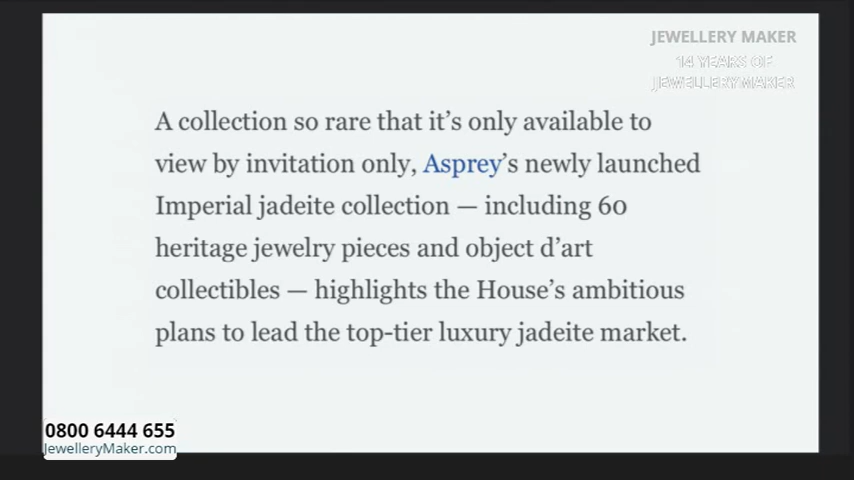 JEWELLERY MAKER
14 YEARS OF
JEWELLERYMAKER
A collection so rare that it's only available to
view by invitation only, Asprey's newly launched
Imperial jadeite collection — including 60
heritage jewelry pieces and object d'art
collectibles — highlights the House's ambitious
plans to lead the top-tier luxury jadeite market.
0800 6444 655
JewelleryMaker.com